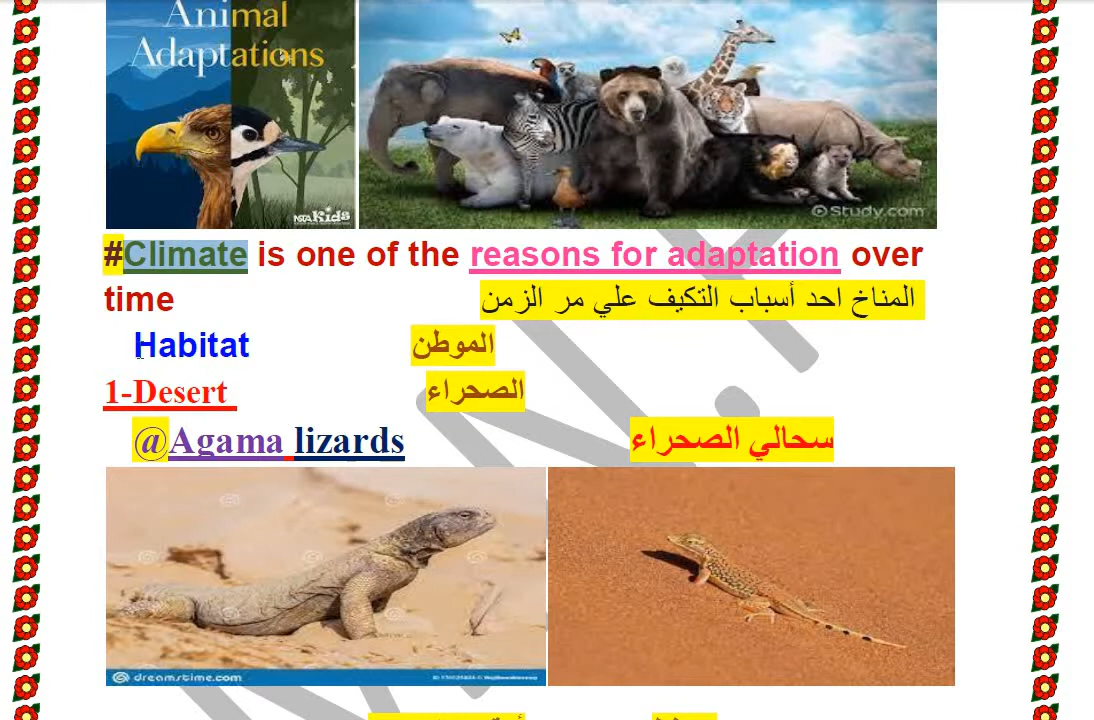 Animal
Adaptations
NSTA Kids
© Study.com
#Climate is one of the reasons for adaptation over
time المناخ احد أسباب التكيف علي مر الزمن
Habitat الموطن
1-Desert الصحراء
@Agama lizards سحالي الصحراء
dreamstime.com